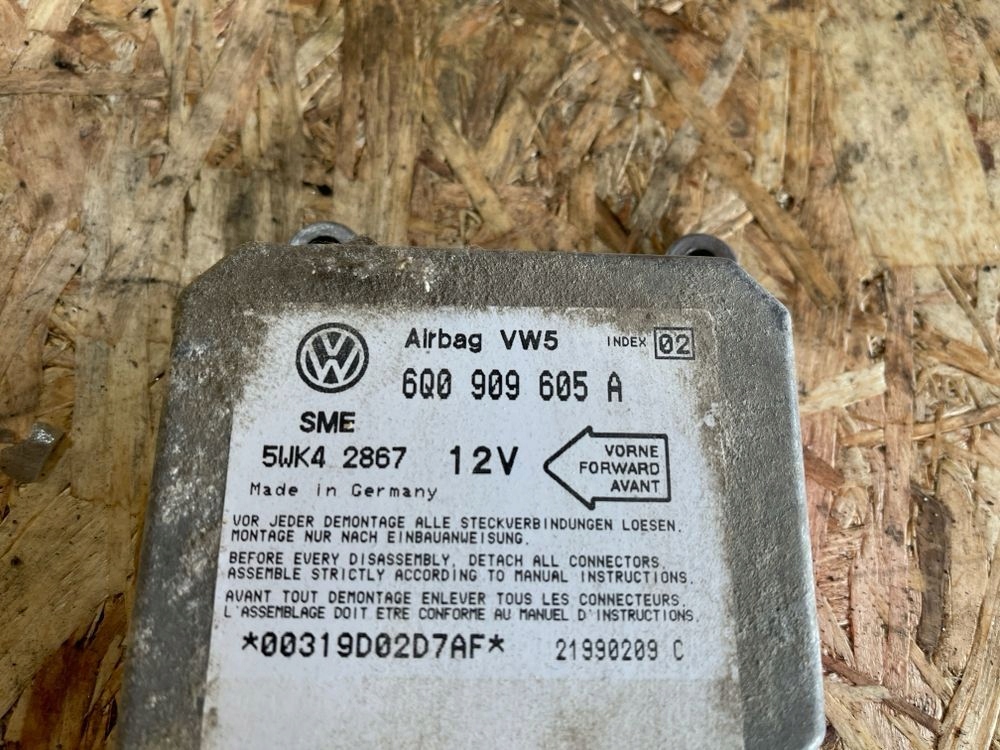 Airbag VW5 INDEX 02
6Q0 909 605 A
SME
5WK4 2867 12V
VORNE
FORWARD
AVANT
Made in Germany
VOR JEDER DEMONTAGE ALLE STECKVERBINDUNGEN LOESEN.
MONTAGE NUR NACH EINBAUANWEISUNG.
BEFORE EVERY DISASSEMBLY, DETACH ALL CONNECTORS.
ASSEMBLE STRICTLY ACCORDING TO MANUAL INSTRUCTIONS.
AVANT TOUT DEMONTAGE ENLEVER TOUS LES CONNECTEURS.
L'ASSEMBLAGE DOIT ETRE CONFORME AU MANUEL D'INSTRUCTIONS.
*00319D02D7AF* 21990209 C